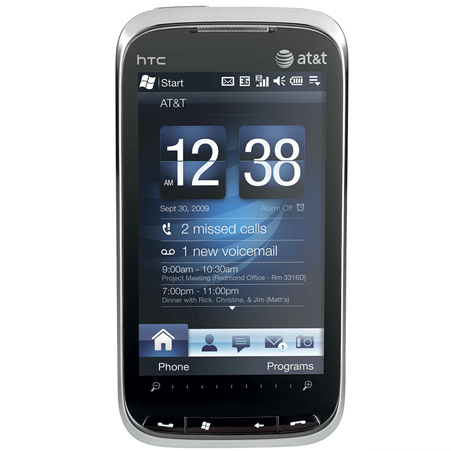 htc at&t
Start
AT&T
12 38
AM
Sept 30, 2009 Alarm Off
2 missed calls
1 new voicemail
9:00am - 10:30am
Project Meeting (Redmond Office - Rm 3316D)
7:00pm - 11:00pm
Dinner with Rick, Christine, & Jim (Matt's)
1
Phone Programs